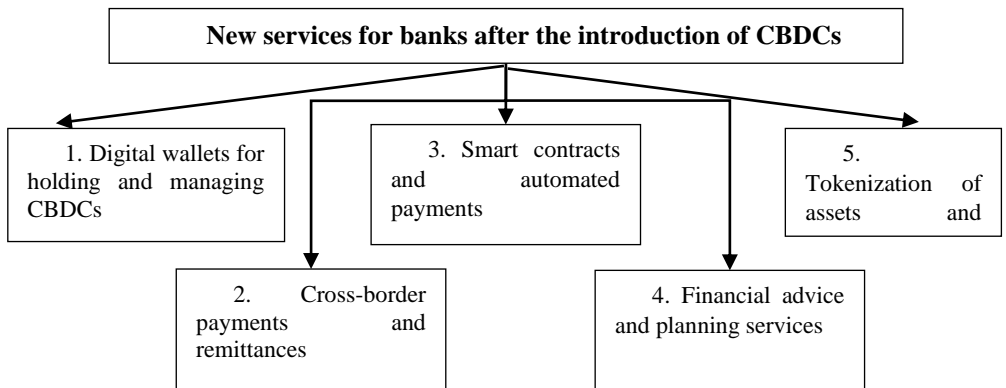 New services for banks after the introduction of CBDCs
1. Digital wallets for
holding and managing
CBDCs
2. Cross-border
payments and
remittances
3. Smart contracts
and automated
payments
4. Financial advice
and planning services
5.
Tokenization of
assets and